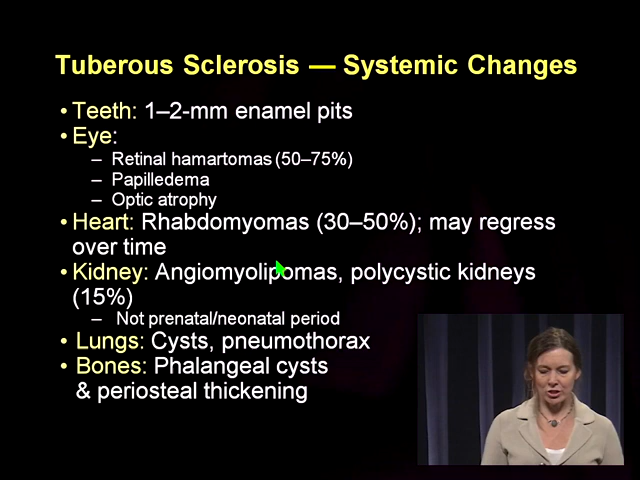 Tuberous Sclerosis — Systemic Changes
• Teeth: 1–2-mm enamel pits
• Eye:
– Retinal hamartomas (50–75%)
– Papilledema
– Optic atrophy
• Heart: Rhabdomyomas (30–50%); may regress
over time
• Kidney: Angiomyolipomas, polycystic kidneys
(15%)
– Not prenatal/neonatal period
• Lungs: Cysts, pneumothorax
• Bones: Phalangeal cysts
& periosteal thickening